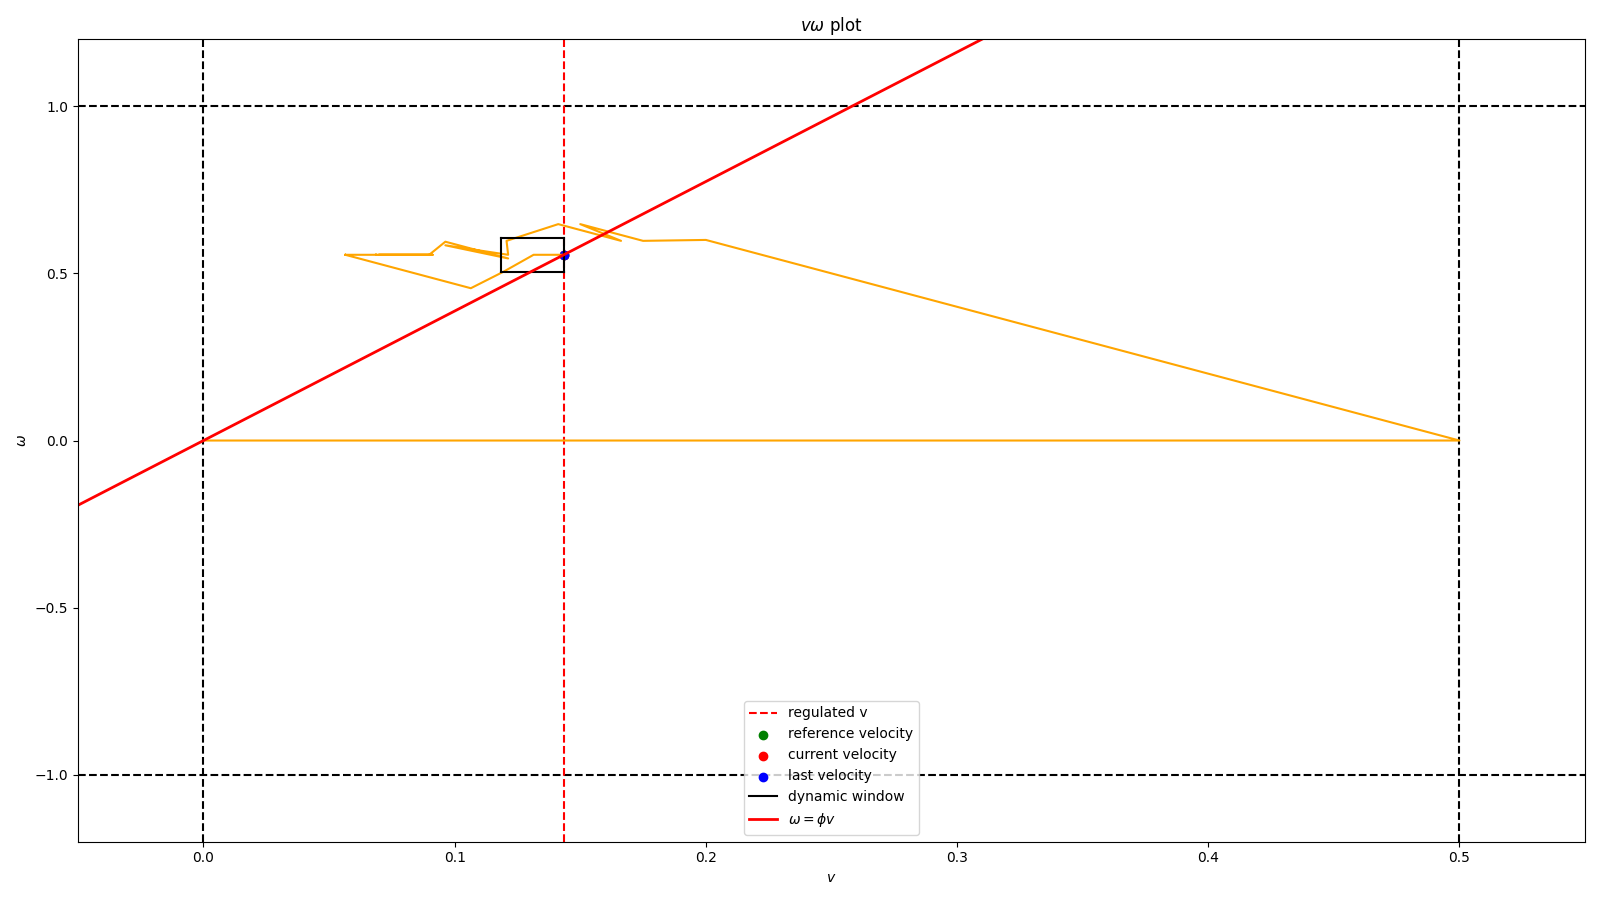 vω plot
1.0
0.5
0.0
−0.5
−1.0
ω
0.0 0.1 0.2 0.3 0.4 0.5
v
regulated v
reference velocity
current velocity
last velocity
dynamic window
ω = ϕv